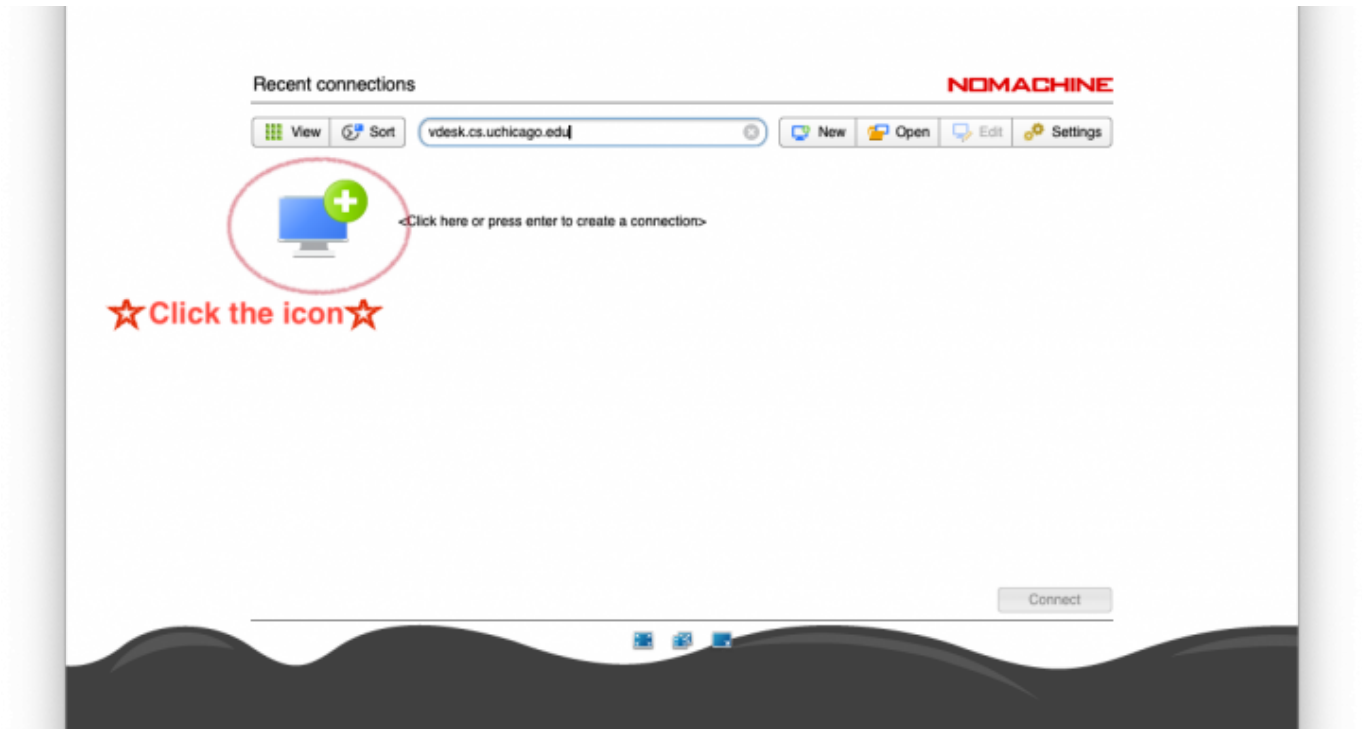 Recent connections
NOMACHINE
View Sort vdesk.cs.uchicago.edu New Open Edit Settings
<Click here or press enter to create a connection>
Click the icon
Connect